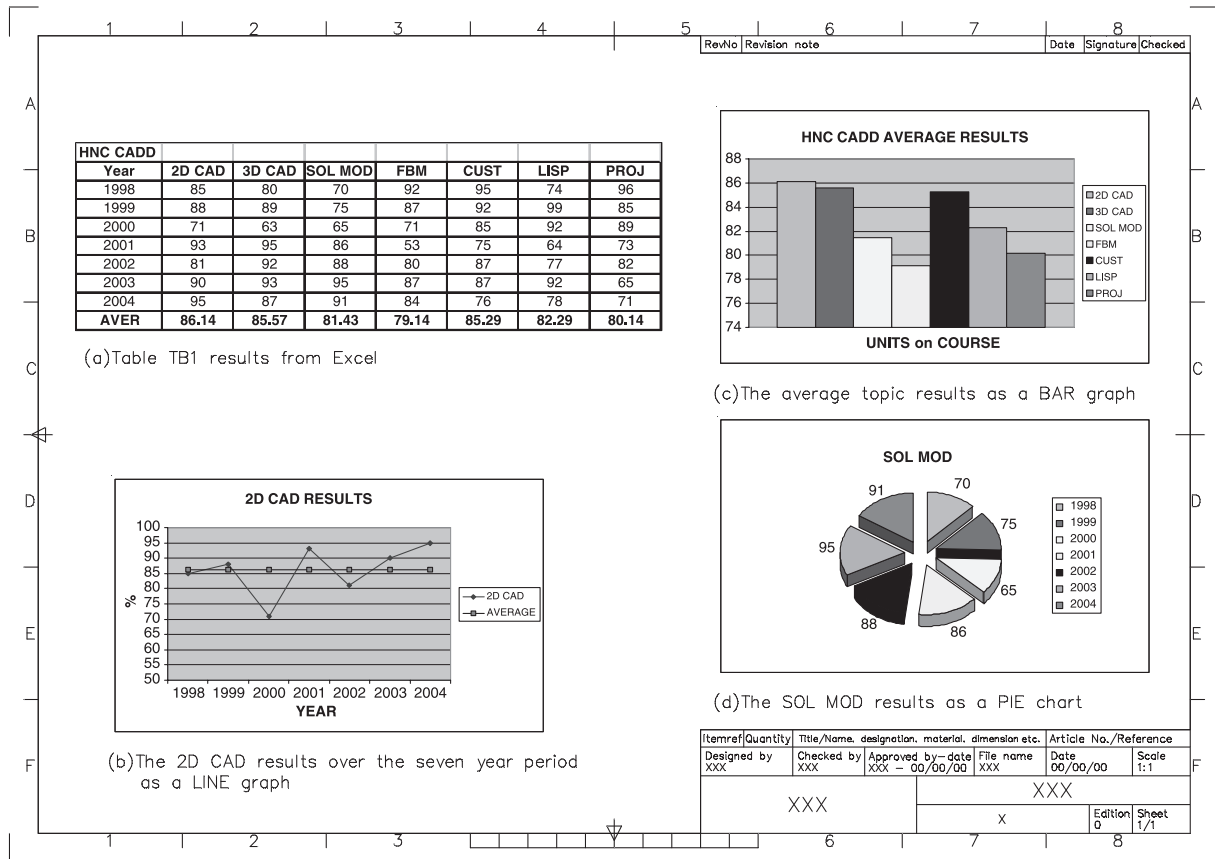 1 2 3 4 5 6 7 8
RevNo Revision note Date Signature Checked
A A
HNC CADD
Year 2D CAD 3D CAD SOL MOD FBM CUST LISP PROJ
1998 85 80 70 92 95 74 96
1999 88 89 75 87 92 99 85
2000 71 63 65 71 85 92 89
2001 93 95 86 53 75 64 73
2002 81 92 88 80 87 77 82
2003 90 93 95 87 87 92 65
2004 95 87 91 84 76 78 71
AVER 86.14 85.57 81.43 79.14 85.29 82.29 80.14
(a)Table TB1 results from Excel
B B
HNC CADD AVERAGE RESULTS
88
86
84
82
80
78
76
74
UNITS on COURSE
2D CAD
3D CAD
SOL MOD
FBM
CUST
LISP
PROJ
(c)The average topic results as a BAR graph
C C
D D
2D CAD RESULTS
100
95
90
85
80
75
70
65
60
55
50
%
1998 1999 2000 2001 2002 2003 2004
YEAR
2D CAD
AVERAGE
(b)The 2D CAD results over the seven year period
as a LINE graph
SOL MOD
91 70
75
95
65
88 86
1998
1999
2000
2001
2002
2003
2004
(d)The SOL MOD results as a PIE chart
E E
F F
Itemref Quantity Title/Name, designation, material, dimension etc. Article No./Reference
Designed by Checked by Approved by-date File name Date Scale
XXX XXX XXX - 00/00/00 XXX 00/00/00 1:1
XXX XXX
X Edition Sheet
0 1/1
1 2 3 4 6 7 8